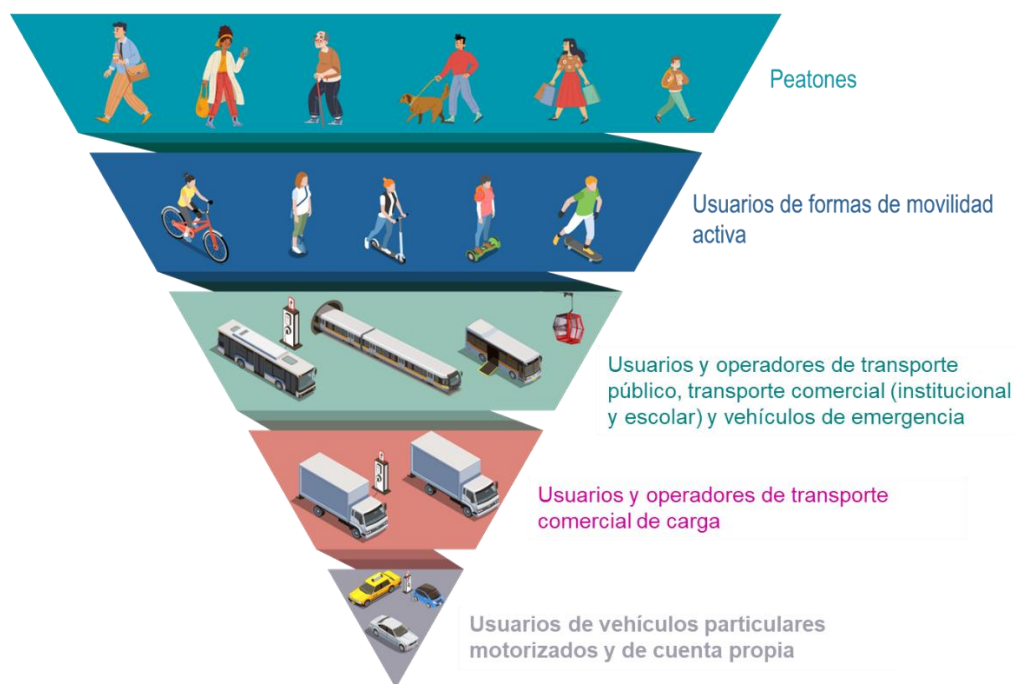 Peatones
Usuarios de formas de movilidad
activa
Usuarios y operadores de transporte
público, transporte comercial (institucional
y escolar) y vehículos de emergencia
Usuarios y operadores de transporte
comercial de carga
Usuarios de vehículos particulares
motorizados y de cuenta propia